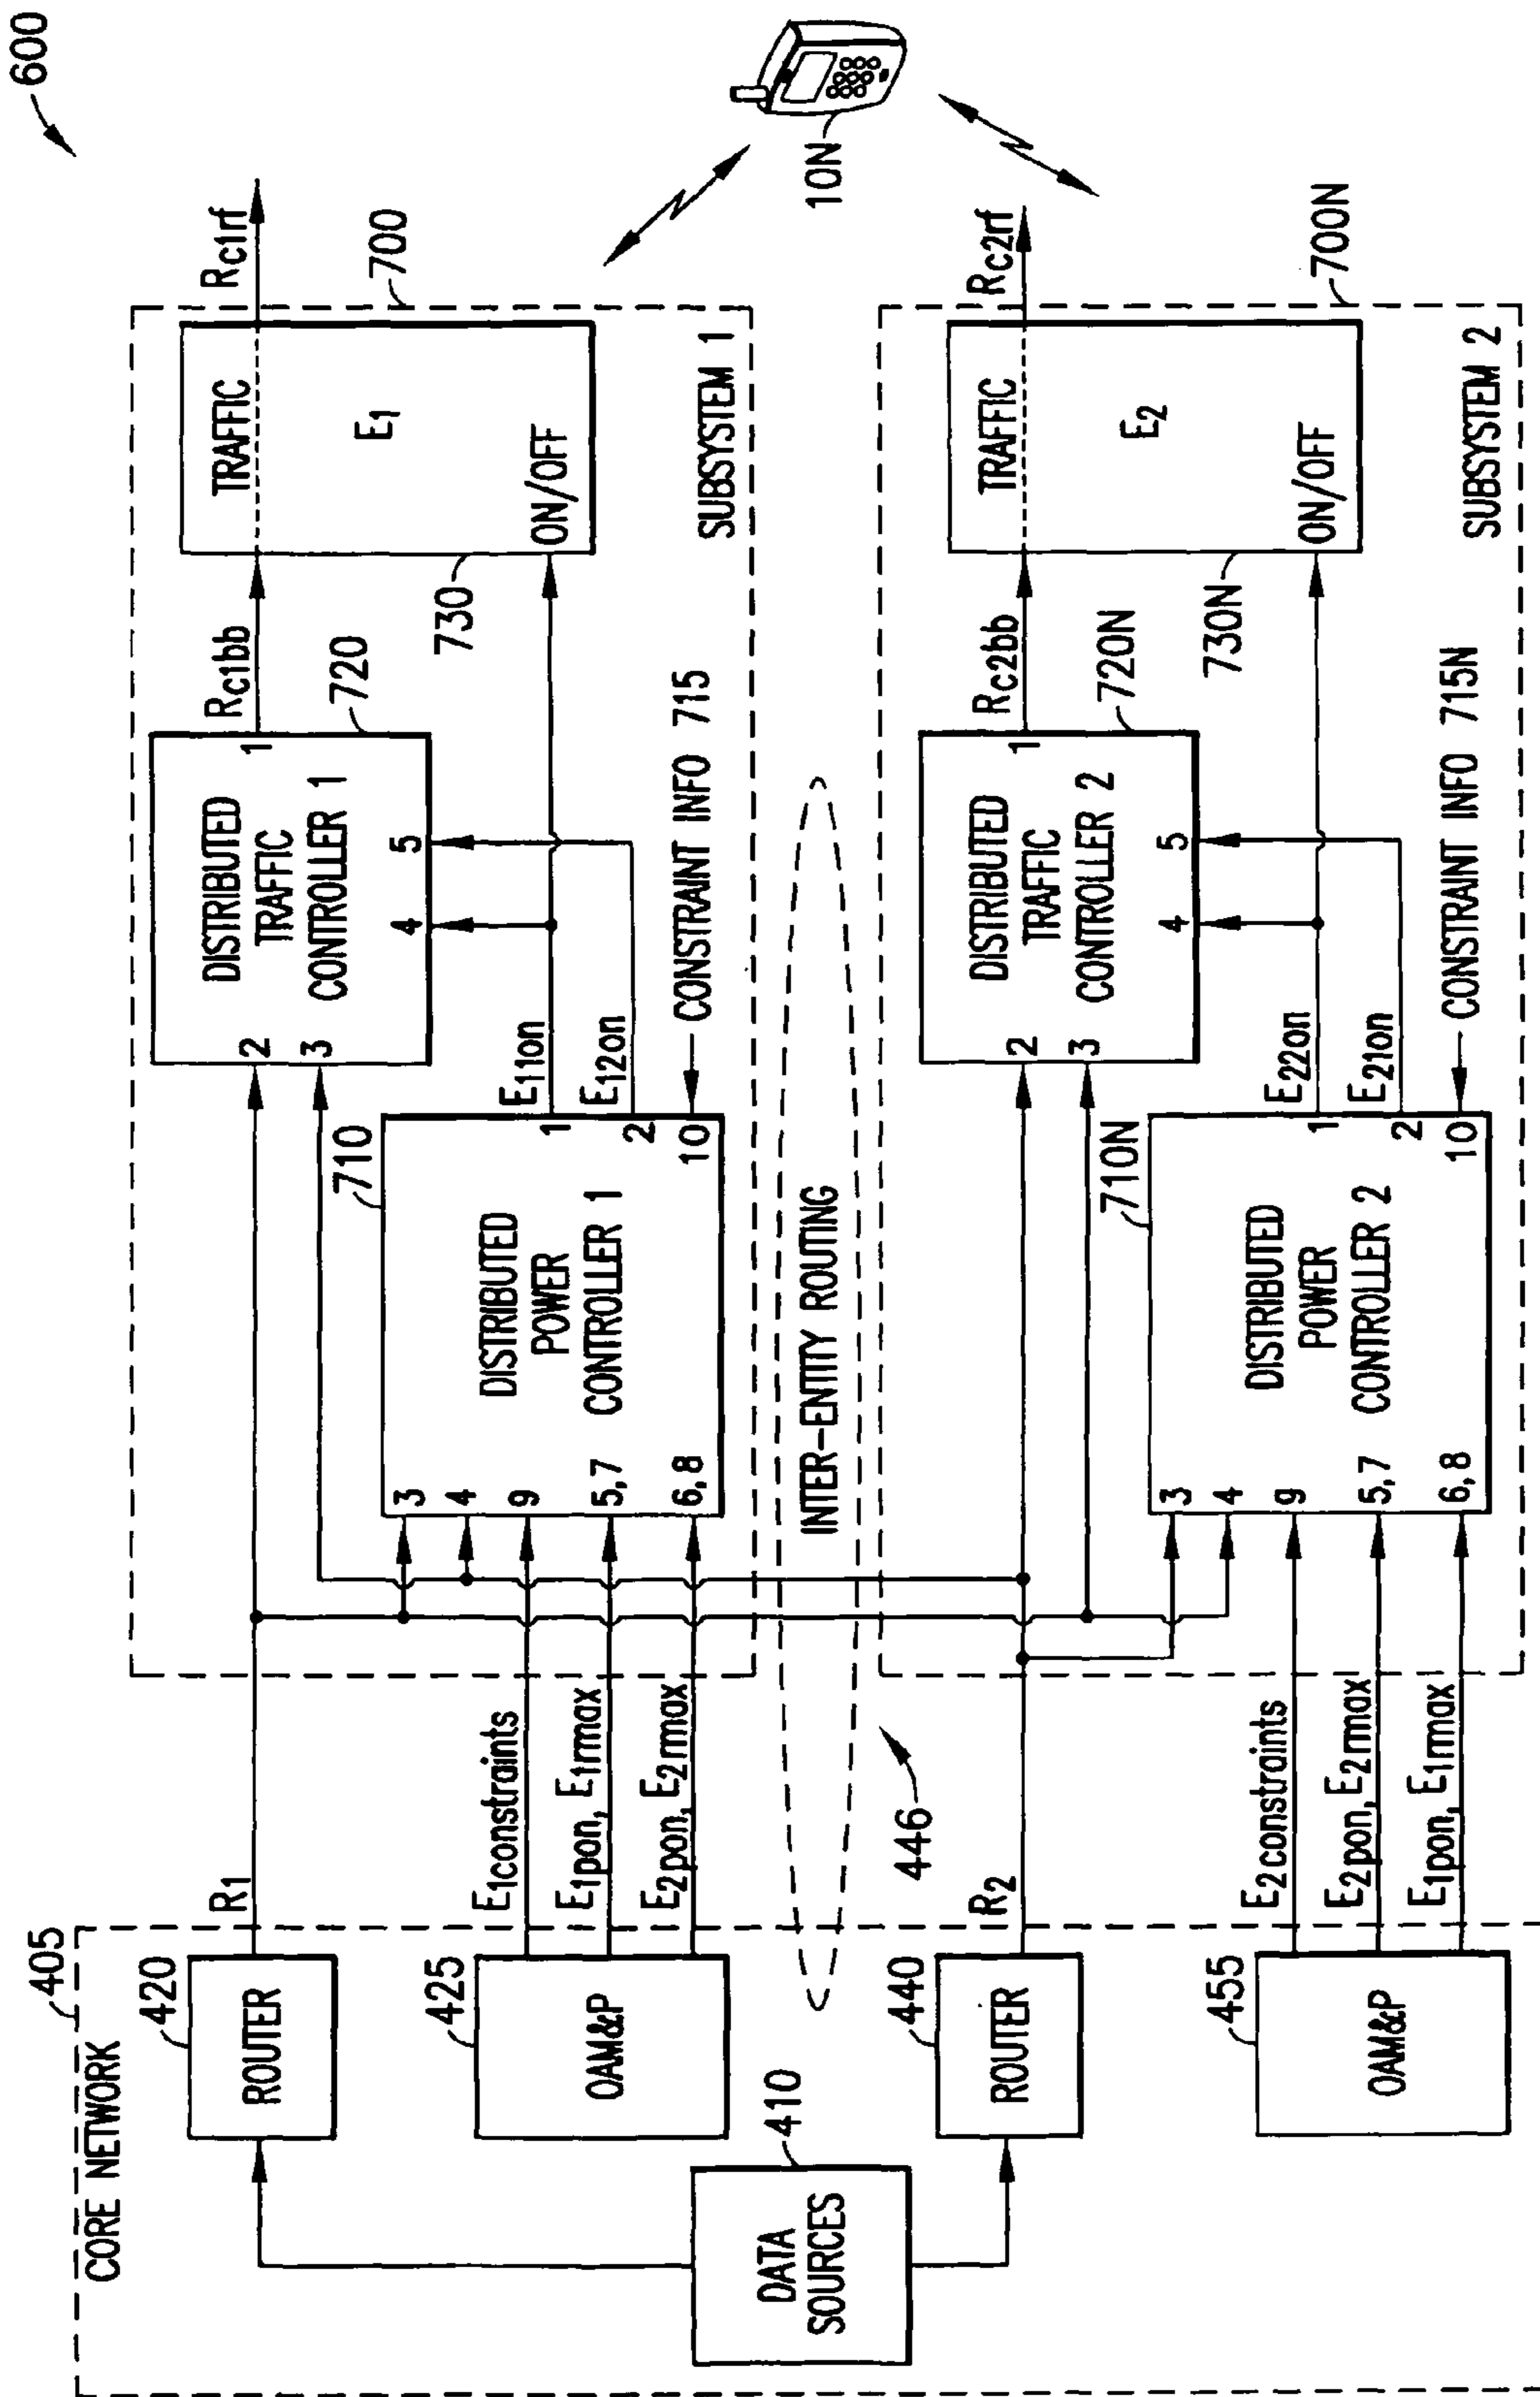 600
405
CORE NETWORK
DATA
SOURCES
410
420
ROUTER
R1
425
OAM&P
E1constraints
E1pon, E1rmax
E2pon, E2rmax
446
INTER-ENTITY ROUTING
440
ROUTER
R2
455
OAM&P
E2constraints
E2pon, E2rmax
E1pon, E1rmax
710
3
4
9
5,7
6,8
DISTRIBUTED
POWER
CONTROLLER 1
1
2
10
E11on
E12on
CONSTRAINT INFO 715
2
3
DISTRIBUTED
TRAFFIC
CONTROLLER 1
4
5
1
720
Rc1bb
730
TRAFFIC
E1
ON/OFF
SUBSYSTEM 1
700
Rc1rf
10N
710N
3
4
9
5,7
6,8
DISTRIBUTED
POWER
CONTROLLER 2
1
2
10
E22on
E21on
CONSTRAINT INFO 715N
2
3
DISTRIBUTED
TRAFFIC
CONTROLLER 2
4
5
1
720N
Rc2bb
730N
TRAFFIC
E2
ON/OFF
SUBSYSTEM 2
700N
Rc2rf